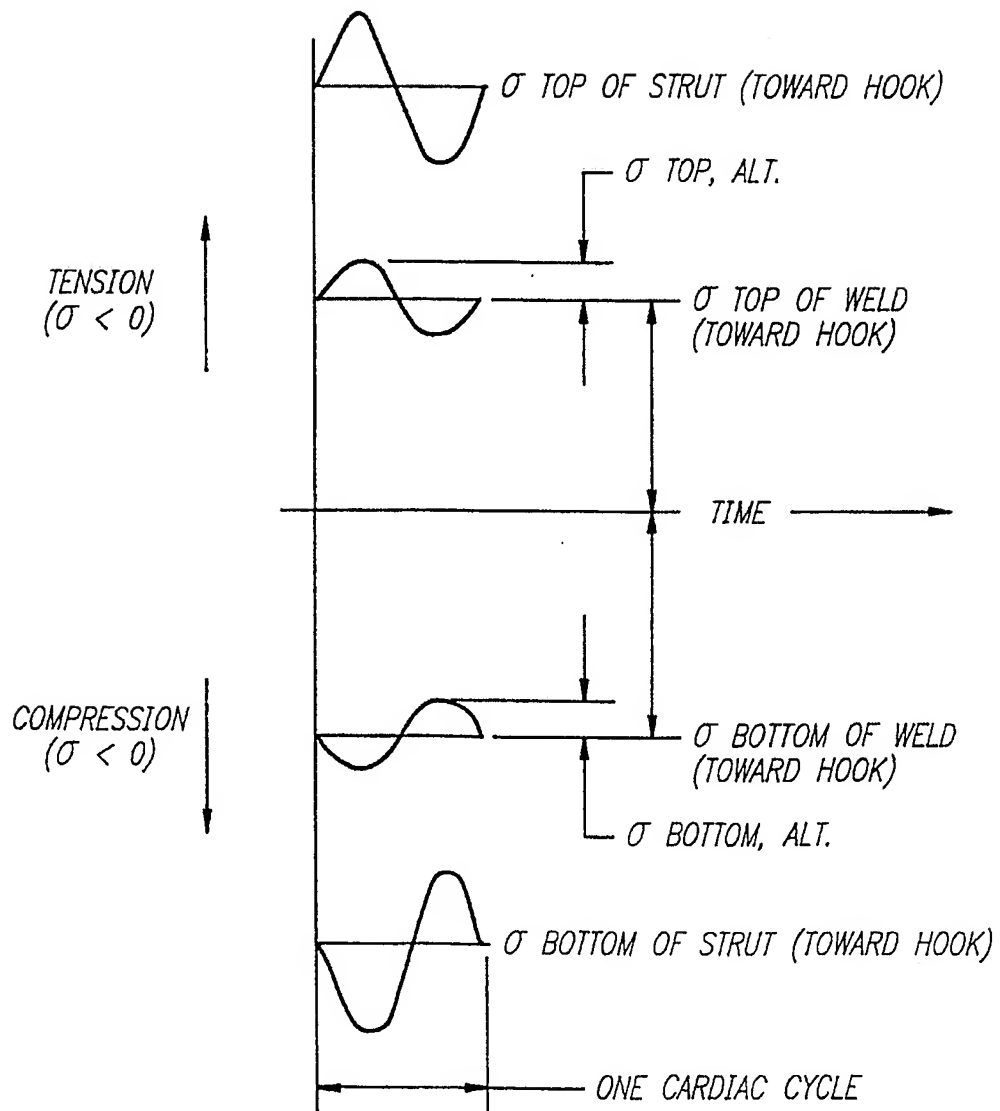 σ TOP OF STRUT (TOWARD HOOK)
σ TOP, ALT.
TENSION
(σ < 0)
σ TOP OF WELD
(TOWARD HOOK)
TIME
COMPRESSION
(σ < 0)
σ BOTTOM OF WELD
(TOWARD HOOK)
σ BOTTOM, ALT.
σ BOTTOM OF STRUT (TOWARD HOOK)
ONE CARDIAC CYCLE